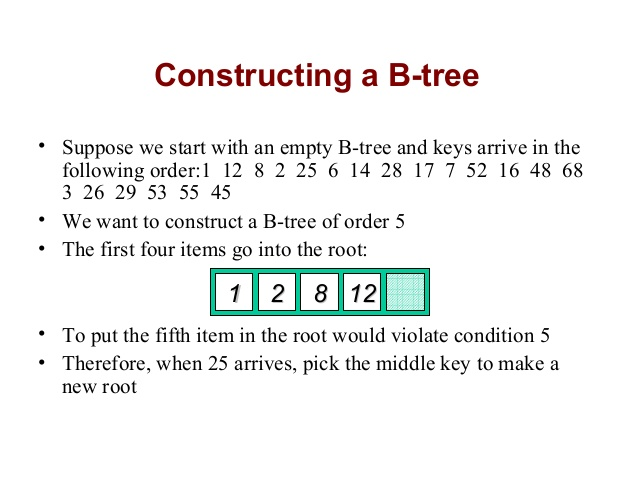 Constructing a B-tree
• Suppose we start with an empty B-tree and keys arrive in the
following order:1 12 8 2 25 6 14 28 17 7 52 16 48 68
3 26 29 53 55 45
• We want to construct a B-tree of order 5
• The first four items go into the root:
1 2 8 12
• To put the fifth item in the root would violate condition 5
• Therefore, when 25 arrives, pick the middle key to make a
new root